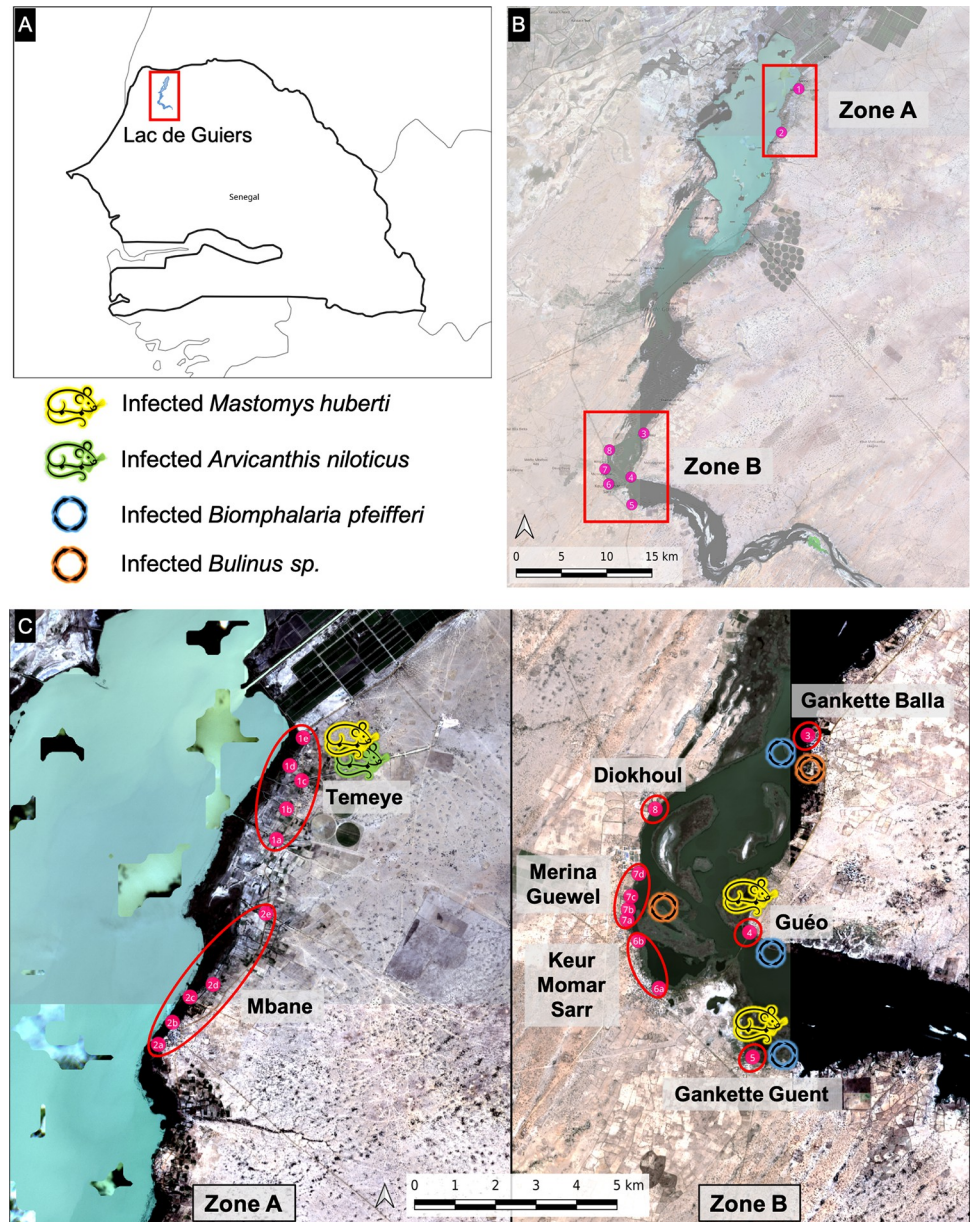 A
Lac de Guiers
Senegal
Infected Mastomys huberti
Infected Arvicanthis niloticus
Infected Biomphalaria pfeifferi
Infected Bulinus sp.
B
1
Zone A
2
3
8
Zone B
7
4
6
5
0 5 10 15 km
C
1e
1d
1c
Temeye
1b
1a
2e
2d
Mbane
2c
2b
2a
Zone A
0 1 2 3 4 5 km
Gankette Balla
3
Diokhoul
8
Merina
Guewel
7d
7c
7b
7a
Guéo
4
6b
Keur
Momar
Sarr
6a
5
Gankette Guent
Zone B